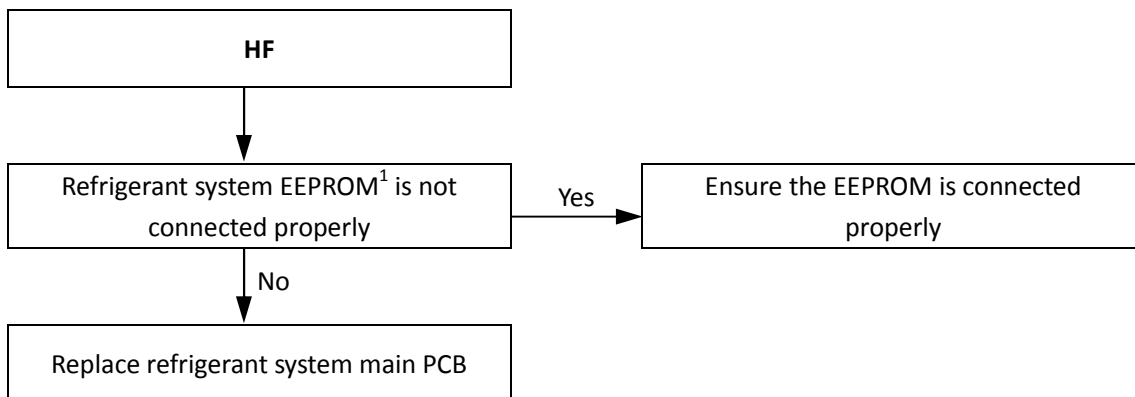 HF
Refrigerant system EEPROM¹ is not
connected properly
Yes
Ensure the EEPROM is connected
properly
No
Replace refrigerant system main PCB